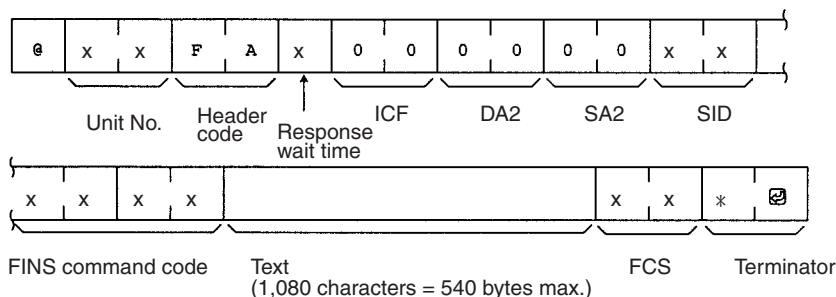 @ x x F A x 0 0 0 0 0 0 x x
Unit No. Header code Response wait time ICF DA2 SA2 SID
x x x x x x * ↵
FINS command code Text (1,080 characters = 540 bytes max.) FCS Terminator